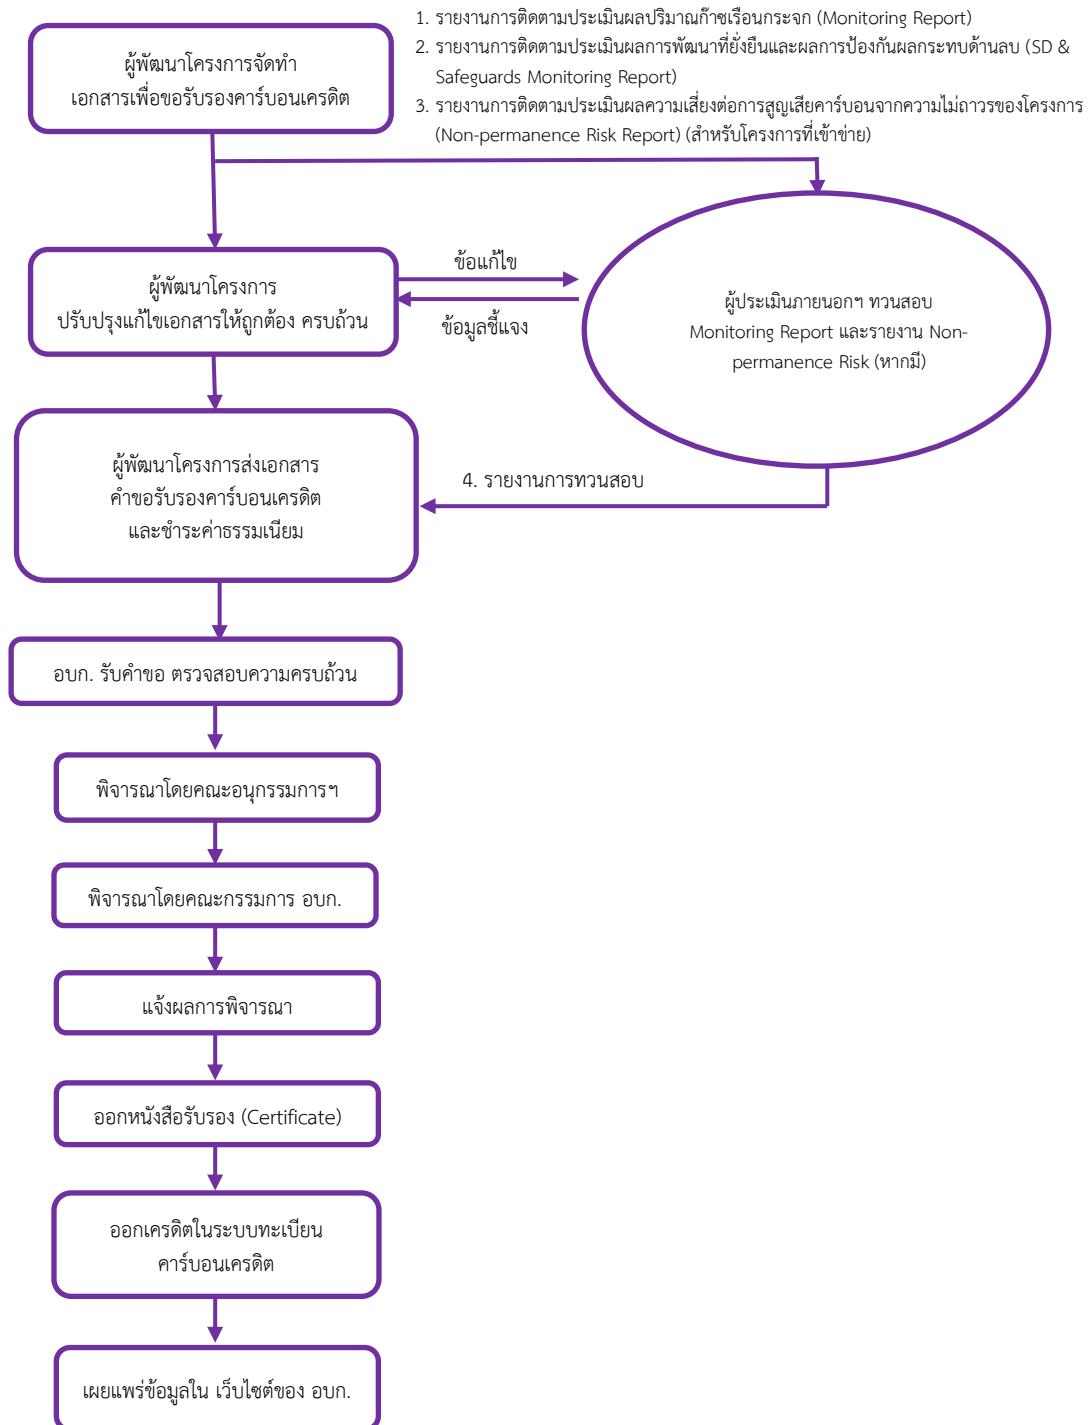 1. รายงานการติดตามประเมินผลปริมาณก๊าซเรือนกระจก (Monitoring Report)
2. รายงานการติดตามประเมินผลการพัฒนาที่ยั่งยืนและผลการป้องกันผลกระทบด้านลบ (SD &
Safeguards Monitoring Report)
3. รายงานการติดตามประเมินผลความเสี่ยงต่อการสูญเสียคาร์บอนจากความไม่ถาวรของโครงการ
(Non-permanence Risk Report) (สำหรับโครงการที่เข้าข่าย)
ผู้พัฒนาโครงการจัดทำ
เอกสารเพื่อขอรับรองคาร์บอนเครดิต
ผู้พัฒนาโครงการ
ปรับปรุงแก้ไขเอกสารให้ถูกต้อง ครบถ้วน
ข้อแก้ไข
ข้อมูลชี้แจง
ผู้ประเมินภายนอกฯ ทวนสอบ
Monitoring Report และรายงาน Non-
permanence Risk (หากมี)
ผู้พัฒนาโครงการส่งเอกสาร
คำขอรับรองคาร์บอนเครดิต
และชำระค่าธรรมเนียม
4. รายงานการทวนสอบ
อบก. รับคำขอ ตรวจสอบความครบถ้วน
พิจารณาโดยคณะอนุกรรมการฯ
พิจารณาโดยคณะกรรมการ อบก.
แจ้งผลการพิจารณา
ออกหนังสือรับรอง (Certificate)
ออกเครดิตในระบบทะเบียน
คาร์บอนเครดิต
เผยแพร่ข้อมูลใน เว็บไซต์ของ อบก.